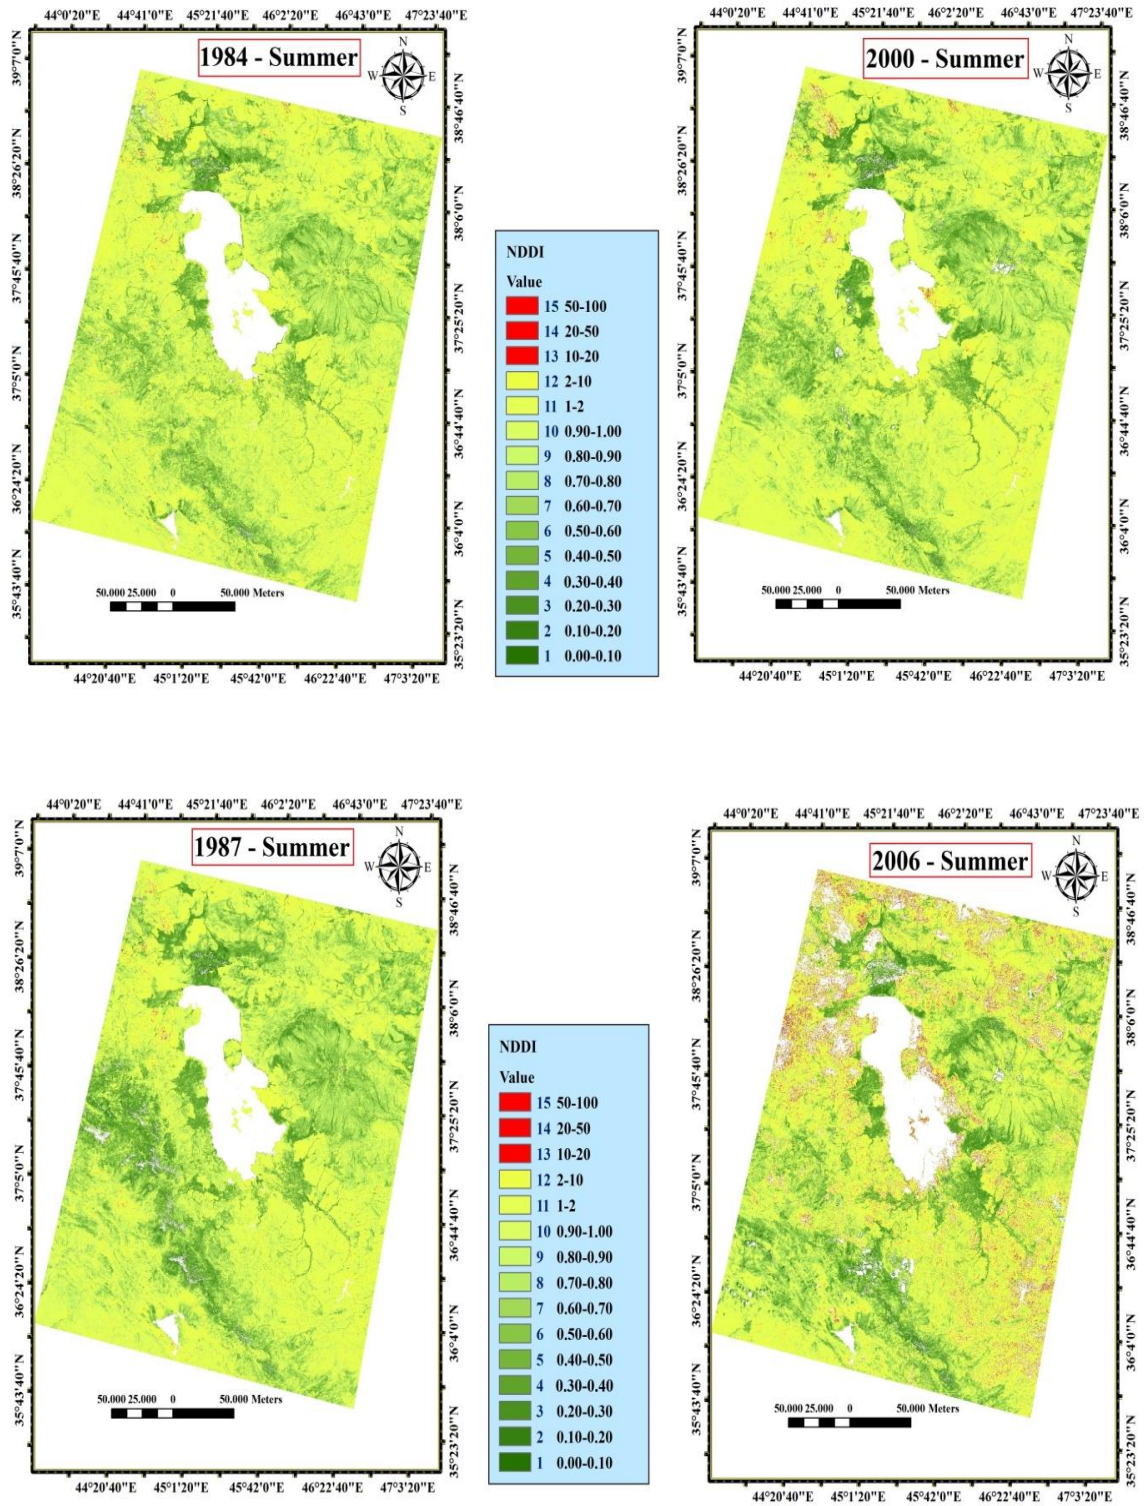 44°0'20"E 44°41'0"E 45°21'40"E 46°2'20"E 46°43'0"E 47°23'40"E
1984 - Summer
N
W E
S
39°7'0"N
38°46'40"N
38°26'20"N
38°6'0"N
37°45'40"N
37°25'20"N
37°5'0"N
36°44'40"N
36°24'20"N
36°4'0"N
35°43'40"N
35°23'20"N
50.000 25.000 0 50.000 Meters
44°20'40"E 45°1'20"E 45°42'0"E 46°22'40"E 47°3'20"E
NDDI
Value
15 50-100
14 20-50
13 10-20
12 2-10
11 1-2
10 0.90-1.00
9 0.80-0.90
8 0.70-0.80
7 0.60-0.70
6 0.50-0.60
5 0.40-0.50
4 0.30-0.40
3 0.20-0.30
2 0.10-0.20
1 0.00-0.10
44°0'20"E 44°41'0"E 45°21'40"E 46°2'20"E 46°43'0"E 47°23'40"E
2000 - Summer
N
W E
S
39°7'0"N
38°46'40"N
38°26'20"N
38°6'0"N
37°45'40"N
37°25'20"N
37°5'0"N
36°44'40"N
36°24'20"N
36°4'0"N
35°43'40"N
35°23'20"N
50.000 25.000 0 50.000 Meters
44°20'40"E 45°1'20"E 45°42'0"E 46°22'40"E 47°3'20"E
44°0'20"E 44°41'0"E 45°21'40"E 46°2'20"E 46°43'0"E 47°23'40"E
1987 - Summer
N
W E
S
39°7'0"N
38°46'40"N
38°26'20"N
38°6'0"N
37°45'40"N
37°25'20"N
37°5'0"N
36°44'40"N
36°24'20"N
36°4'0"N
35°43'40"N
35°23'20"N
50.000 25.000 0 50.000 Meters
44°20'40"E 45°1'20"E 45°42'0"E 46°22'40"E 47°3'20"E
NDDI
Value
15 50-100
14 20-50
13 10-20
12 2-10
11 1-2
10 0.90-1.00
9 0.80-0.90
8 0.70-0.80
7 0.60-0.70
6 0.50-0.60
5 0.40-0.50
4 0.30-0.40
3 0.20-0.30
2 0.10-0.20
1 0.00-0.10
44°0'20"E 44°41'0"E 45°21'40"E 46°2'20"E 46°43'0"E 47°23'40"E
2006 - Summer
N
W E
S
39°7'0"N
38°46'40"N
38°26'20"N
38°6'0"N
37°45'40"N
37°25'20"N
37°5'0"N
36°44'40"N
36°24'20"N
36°4'0"N
35°43'40"N
35°23'20"N
50.000 25.000 0 50.000 Meters
44°20'40"E 45°1'20"E 45°42'0"E 46°22'40"E 47°3'20"E